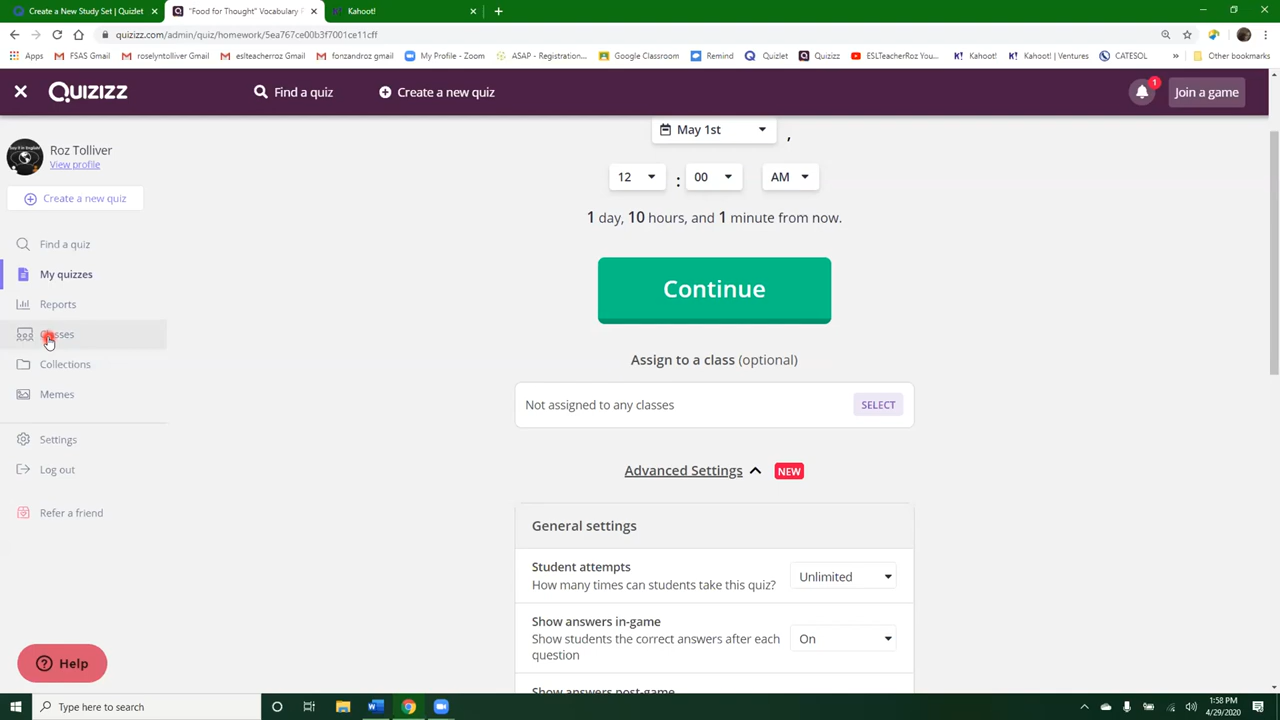 Create a New Study Set | Quizlet
"Food for Thought" Vocabulary F
Kahoot!
quizizz.com/admin/quiz/homework/5ea767ce00b3f7001ce11cff
Apps FSAS Gmail roselyntolliver Gmail eslteacherroz Gmail fonzandroz gmail My Profile - Zoom ASAP - Registration... Google Classroom Remind Quizlet Quizizz ESLTeacherRoz You... Kahoot! Kahoot! | Ventures CATESOL » Other bookmarks
Quizizz Find a quiz Create a new quiz 1 Join a game
Roz Tolliver
View profile
Create a new quiz
Find a quiz
My quizzes
Reports
Classes
Collections
Memes
Settings
Log out
Refer a friend
Help
May 1st ,
12 : 00 AM
1 day, 10 hours, and 1 minute from now.
Continue
Assign to a class (optional)
Not assigned to any classes SELECT
Advanced Settings NEW
General settings
Student attempts
How many times can students take this quiz?
Unlimited
Show answers in-game
Show students the correct answers after each
question
On
Show answers post-game
Type here to search
1:58 PM
4/29/2020